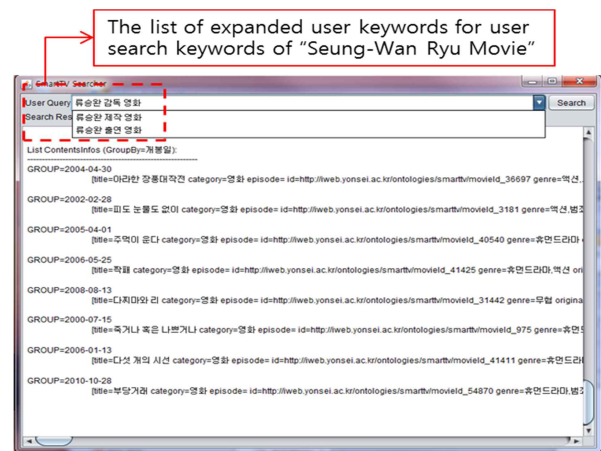 The list of expanded user keywords for user
search keywords of "Seung-Wan Ryu Movie"
SmartTV Searcher
User Query 류승완 감독 영화 Search
Search Res 류승완 제작 영화
류승완 출연 영화
List ContentsInfos (GroupBy=개봉일):
GROUP=2004-04-30
[title=아라한 장풍대작전 category=영화 episode= id=http://iweb.yonsei.ac.kr/ontologies/smarttv/movieId_36697 genre=액션,
GROUP=2002-02-28
[title=피도 눈물도 없이 category=영화 episode= id=http://iweb.yonsei.ac.kr/ontologies/smarttv/movieId_3181 genre=액션,범죄
GROUP=2005-04-01
[title=주먹이 운다 category=영화 episode= id=http://iweb.yonsei.ac.kr/ontologies/smarttv/movieId_40540 genre=휴먼드라마
GROUP=2006-05-25
[title=짝패 category=영화 episode= id=http://iweb.yonsei.ac.kr/ontologies/smarttv/movieId_41425 genre=휴먼드라마,액션 ori
GROUP=2008-08-13
[title=다찌마와 리 category=영화 episode= id=http://iweb.yonsei.ac.kr/ontologies/smarttv/movieId_31442 genre=무협 origina
GROUP=2000-07-15
[title=죽거나 혹은 나쁘거나 category=영화 episode= id=http://iweb.yonsei.ac.kr/ontologies/smarttv/movieId_975 genre=휴먼
GROUP=2006-01-13
[title=다섯 개의 시선 category=영화 episode= id=http://iweb.yonsei.ac.kr/ontologies/smarttv/movieId_41411 genre=휴먼드라
GROUP=2010-10-28
[title=부당거래 category=영화 episode= id=http://iweb.yonsei.ac.kr/ontologies/smarttv/movieId_54870 genre=휴먼드라마,범죄